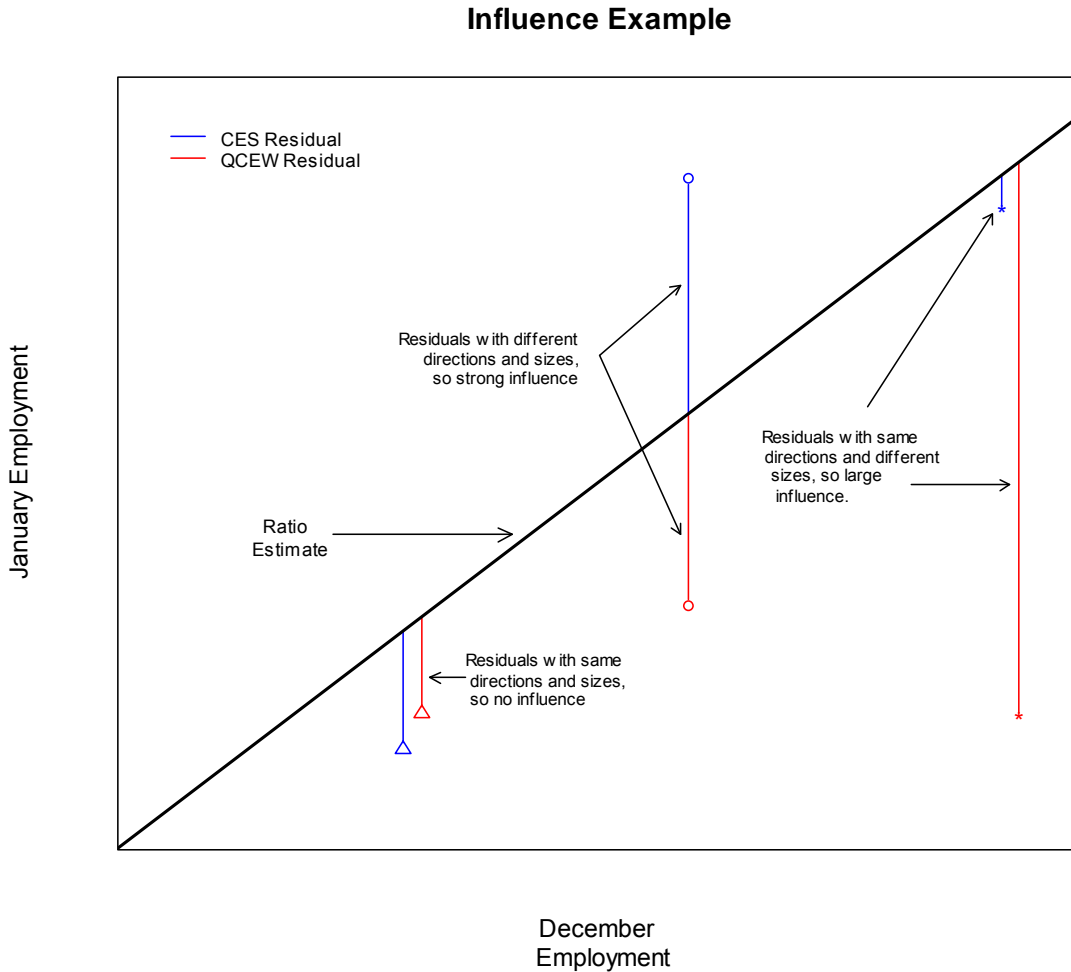 Influence Example
CES Residual
QCEW Residual
Residuals with different
directions and sizes,
so strong influence
Residuals with same
directions and different
sizes, so large
influence.
Ratio
Estimate
Residuals with same
directions and sizes,
so no influence
January Employment
December
Employment